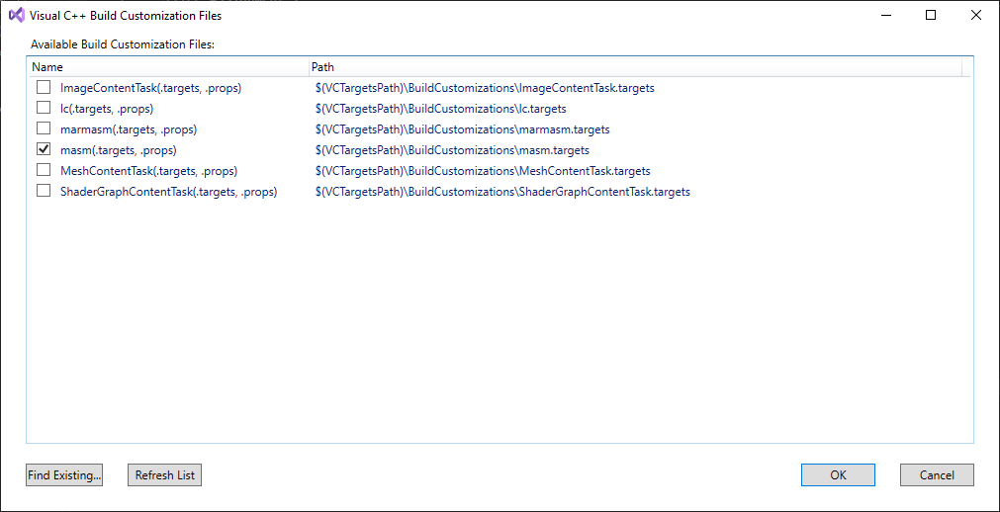 Visual C++ Build Customization Files
Available Build Customization Files:
Name Path
ImageContentTask(.targets, .props) $(VCTargetsPath)\BuildCustomizations\ImageContentTask.targets
lc(.targets, .props) $(VCTargetsPath)\BuildCustomizations\lc.targets
marmasm(.targets, .props) $(VCTargetsPath)\BuildCustomizations\marmasm.targets
masm(.targets, .props) $(VCTargetsPath)\BuildCustomizations\masm.targets
MeshContentTask(.targets, .props) $(VCTargetsPath)\BuildCustomizations\MeshContentTask.targets
ShaderGraphContentTask(.targets, .props) $(VCTargetsPath)\BuildCustomizations\ShaderGraphContentTask.targets
Find Existing... Refresh List OK Cancel